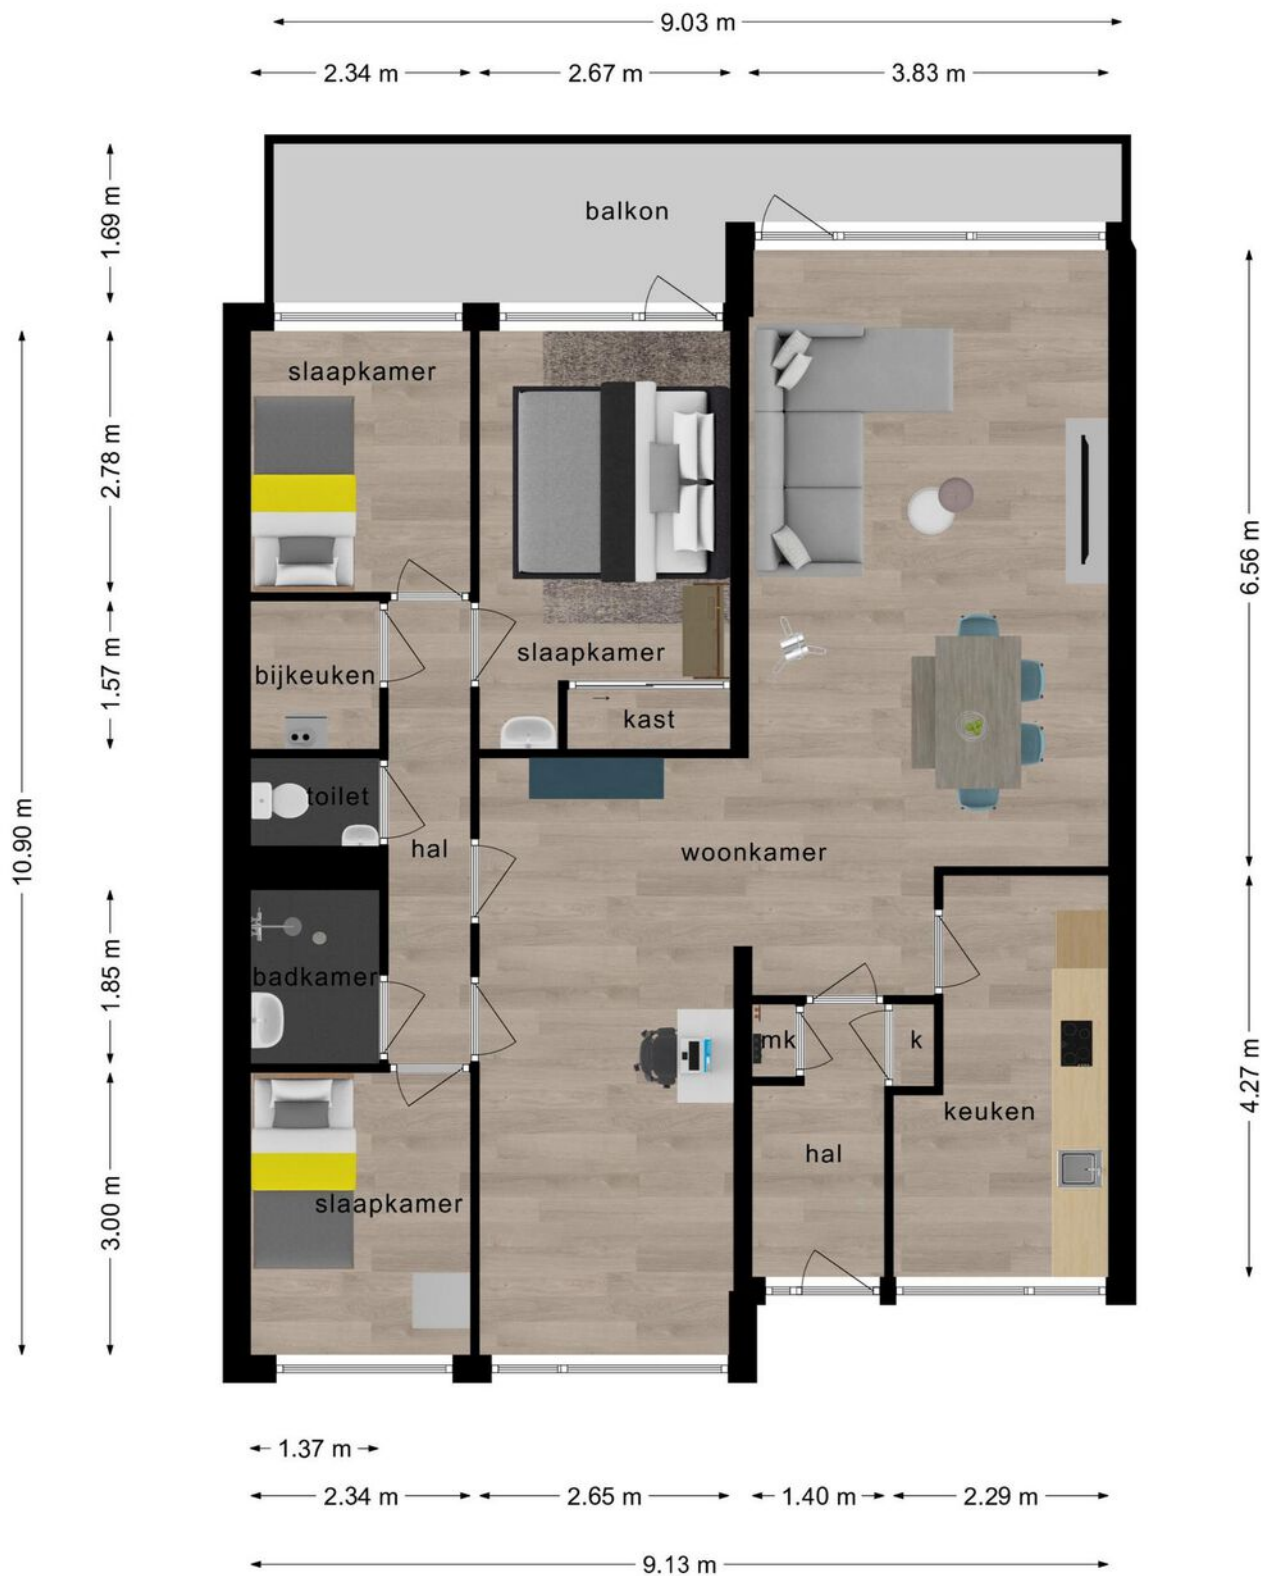 9.03 m
2.34 m
2.67 m
3.83 m
1.69 m
balkon
slaapkamer
2.78 m
10.90 m
6.56 m
slaapkamer
bijkeuken
1.57 m
kast
toilet
hal
woonkamer
badkamer
1.85 m
mk
k
4.27 m
keuken
hal
slaapkamer
3.00 m
1.37 m
2.34 m
2.65 m
1.40 m
2.29 m
9.13 m